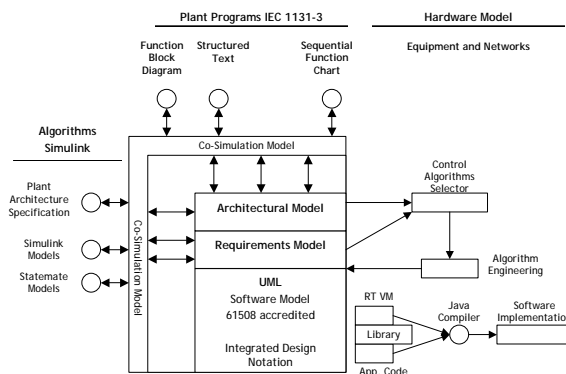 Plant Programs IEC 1131-3
Hardware Model
Function
Block
Diagram
Structured
Text
Sequential
Function
Chart
Equipment and Networks
Algorithms
Simulink
Co-Simulation Model
Control
Algorithms
Selector
Plant
Architecture
Specification
Co-Simulation Model
Architectural Model
Simulink
Models
Requirements Model
Statemate
Models
UML
Software Model
61508 accredited
Integrated Design
Notation
Algorithm
Engineering
RT VM
Library
App. Code
Java
Compiler
Software
Implementation